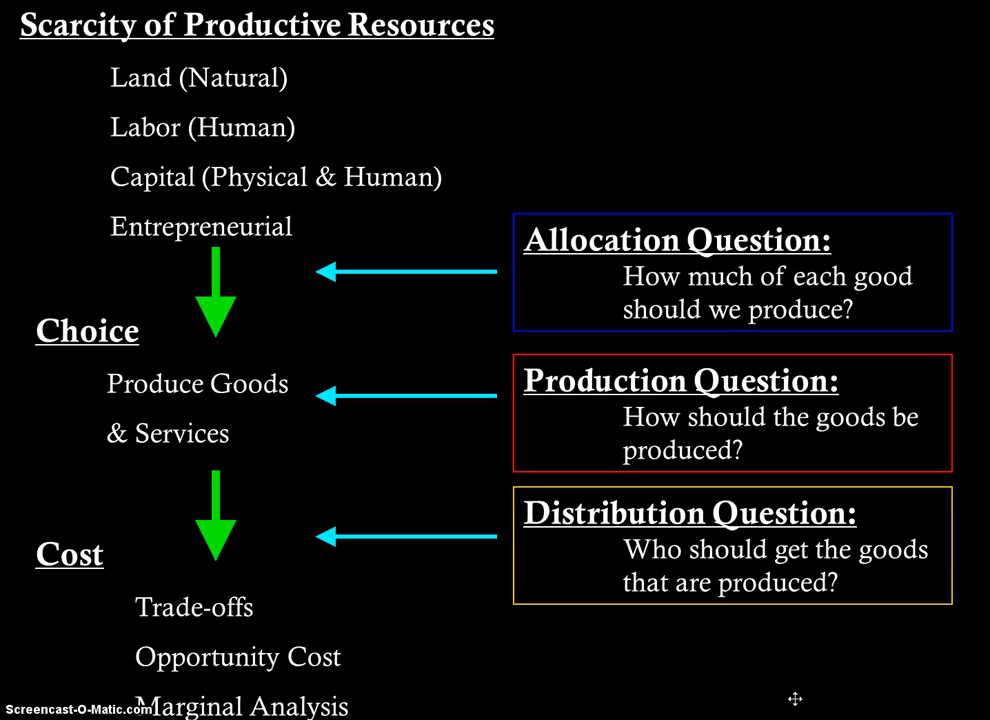 Scarcity of Productive Resources
Land (Natural)
Labor (Human)
Capital (Physical & Human)
Entrepreneurial
Choice
Produce Goods
& Services
Cost
Trade-offs
Opportunity Cost
Marginal Analysis
Allocation Question:
How much of each good
should we produce?
Production Question:
How should the goods be
produced?
Distribution Question:
Who should get the goods
that are produced?
Screencast-O-Matic.com